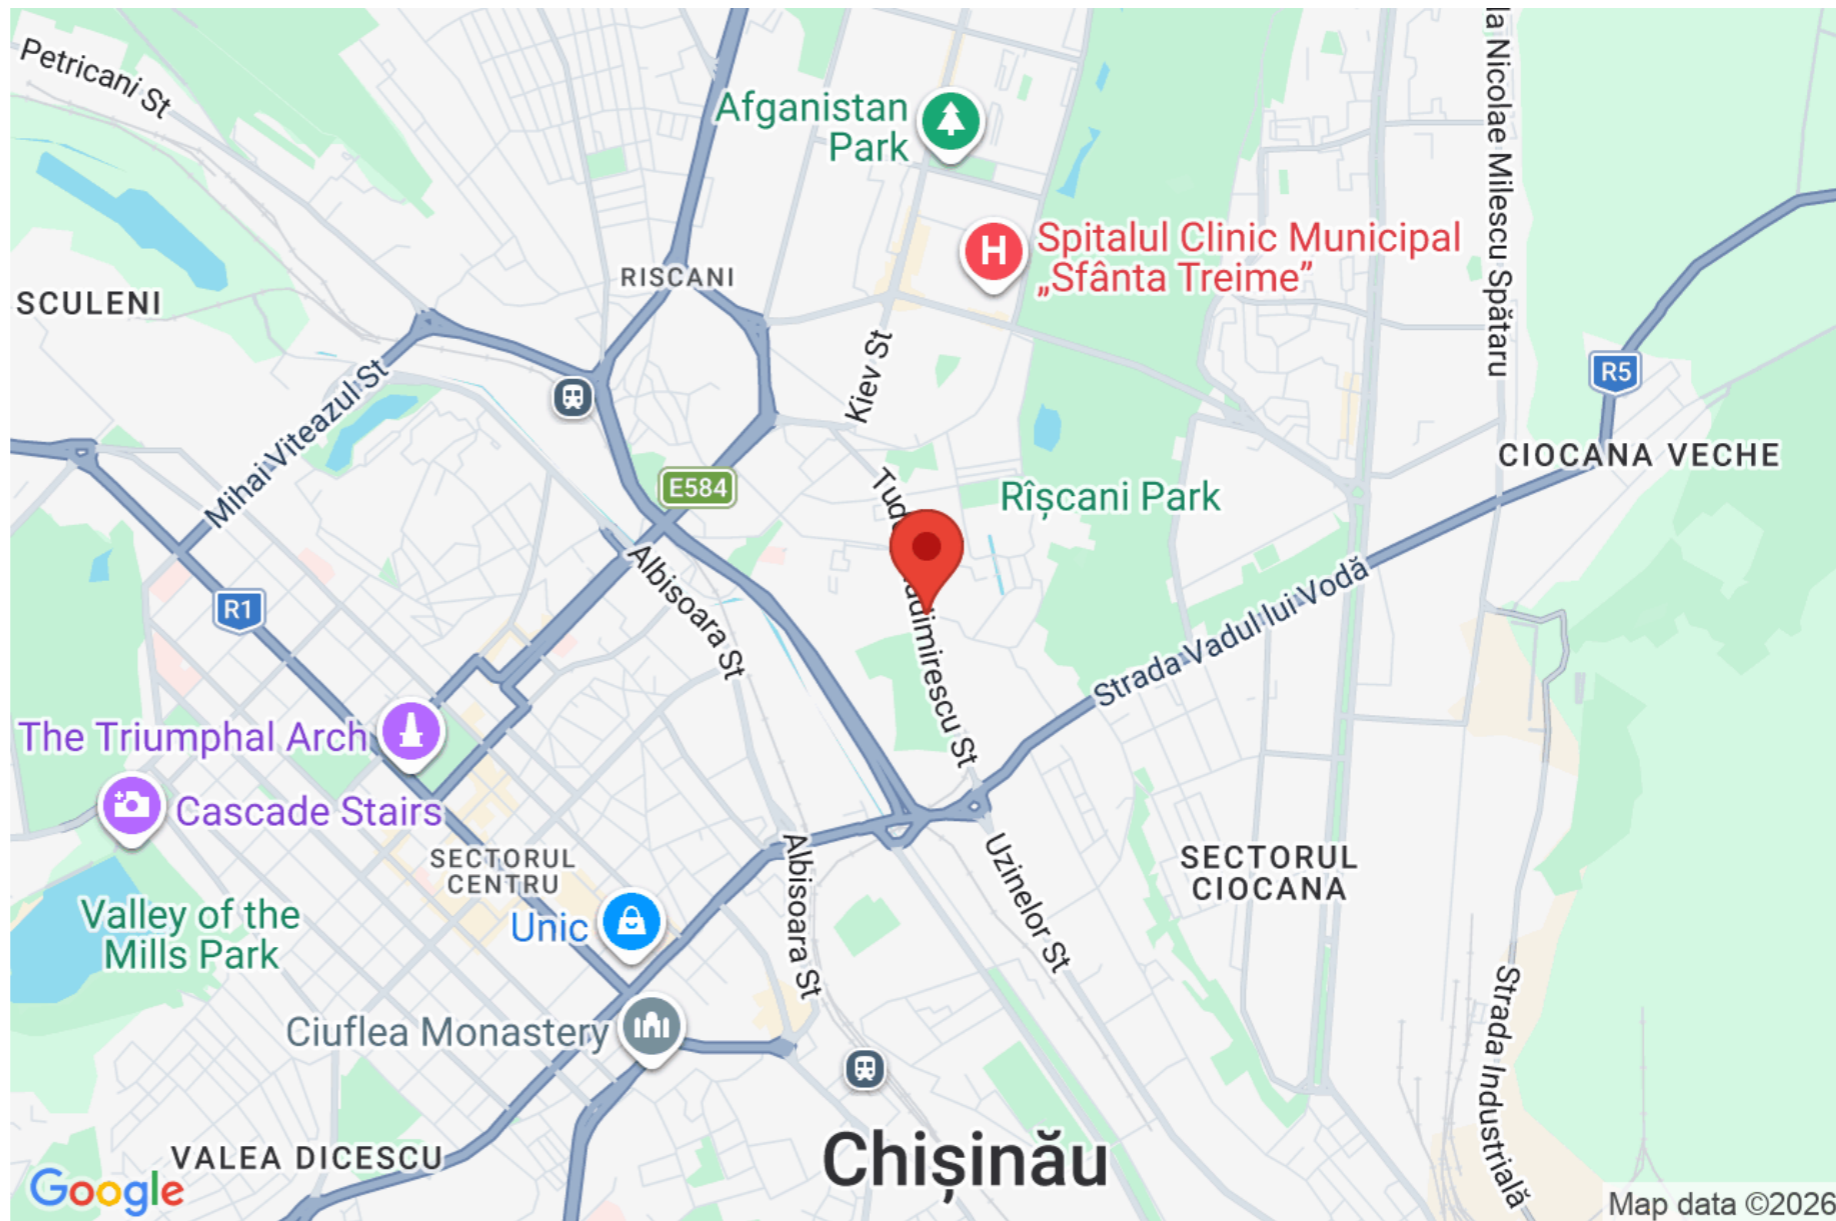 Petricani St
Afganistan
Park
la Nicolae Milescu Spătaru
Spitalul Clinic Municipal
„Sfânta Treime”
RISCANI
SCULENI
Kiev St
R5
Mihai Viteazul St
CIOCANA VECHE
E584
Rîșcani Park
Albisoara St
R1
Strada Vadul lui Vodă
The Triumphal Arch
Cascade Stairs
Albisoara St
Uzinelor St
SECTORUL
CENTRU
SECTORUL
CIOCANA
Valley of the
Mills Park
Unic
Strada Industrială
Ciuflea Monastery
VALEA DICESCU
Chișinău
Google
Map data ©2026